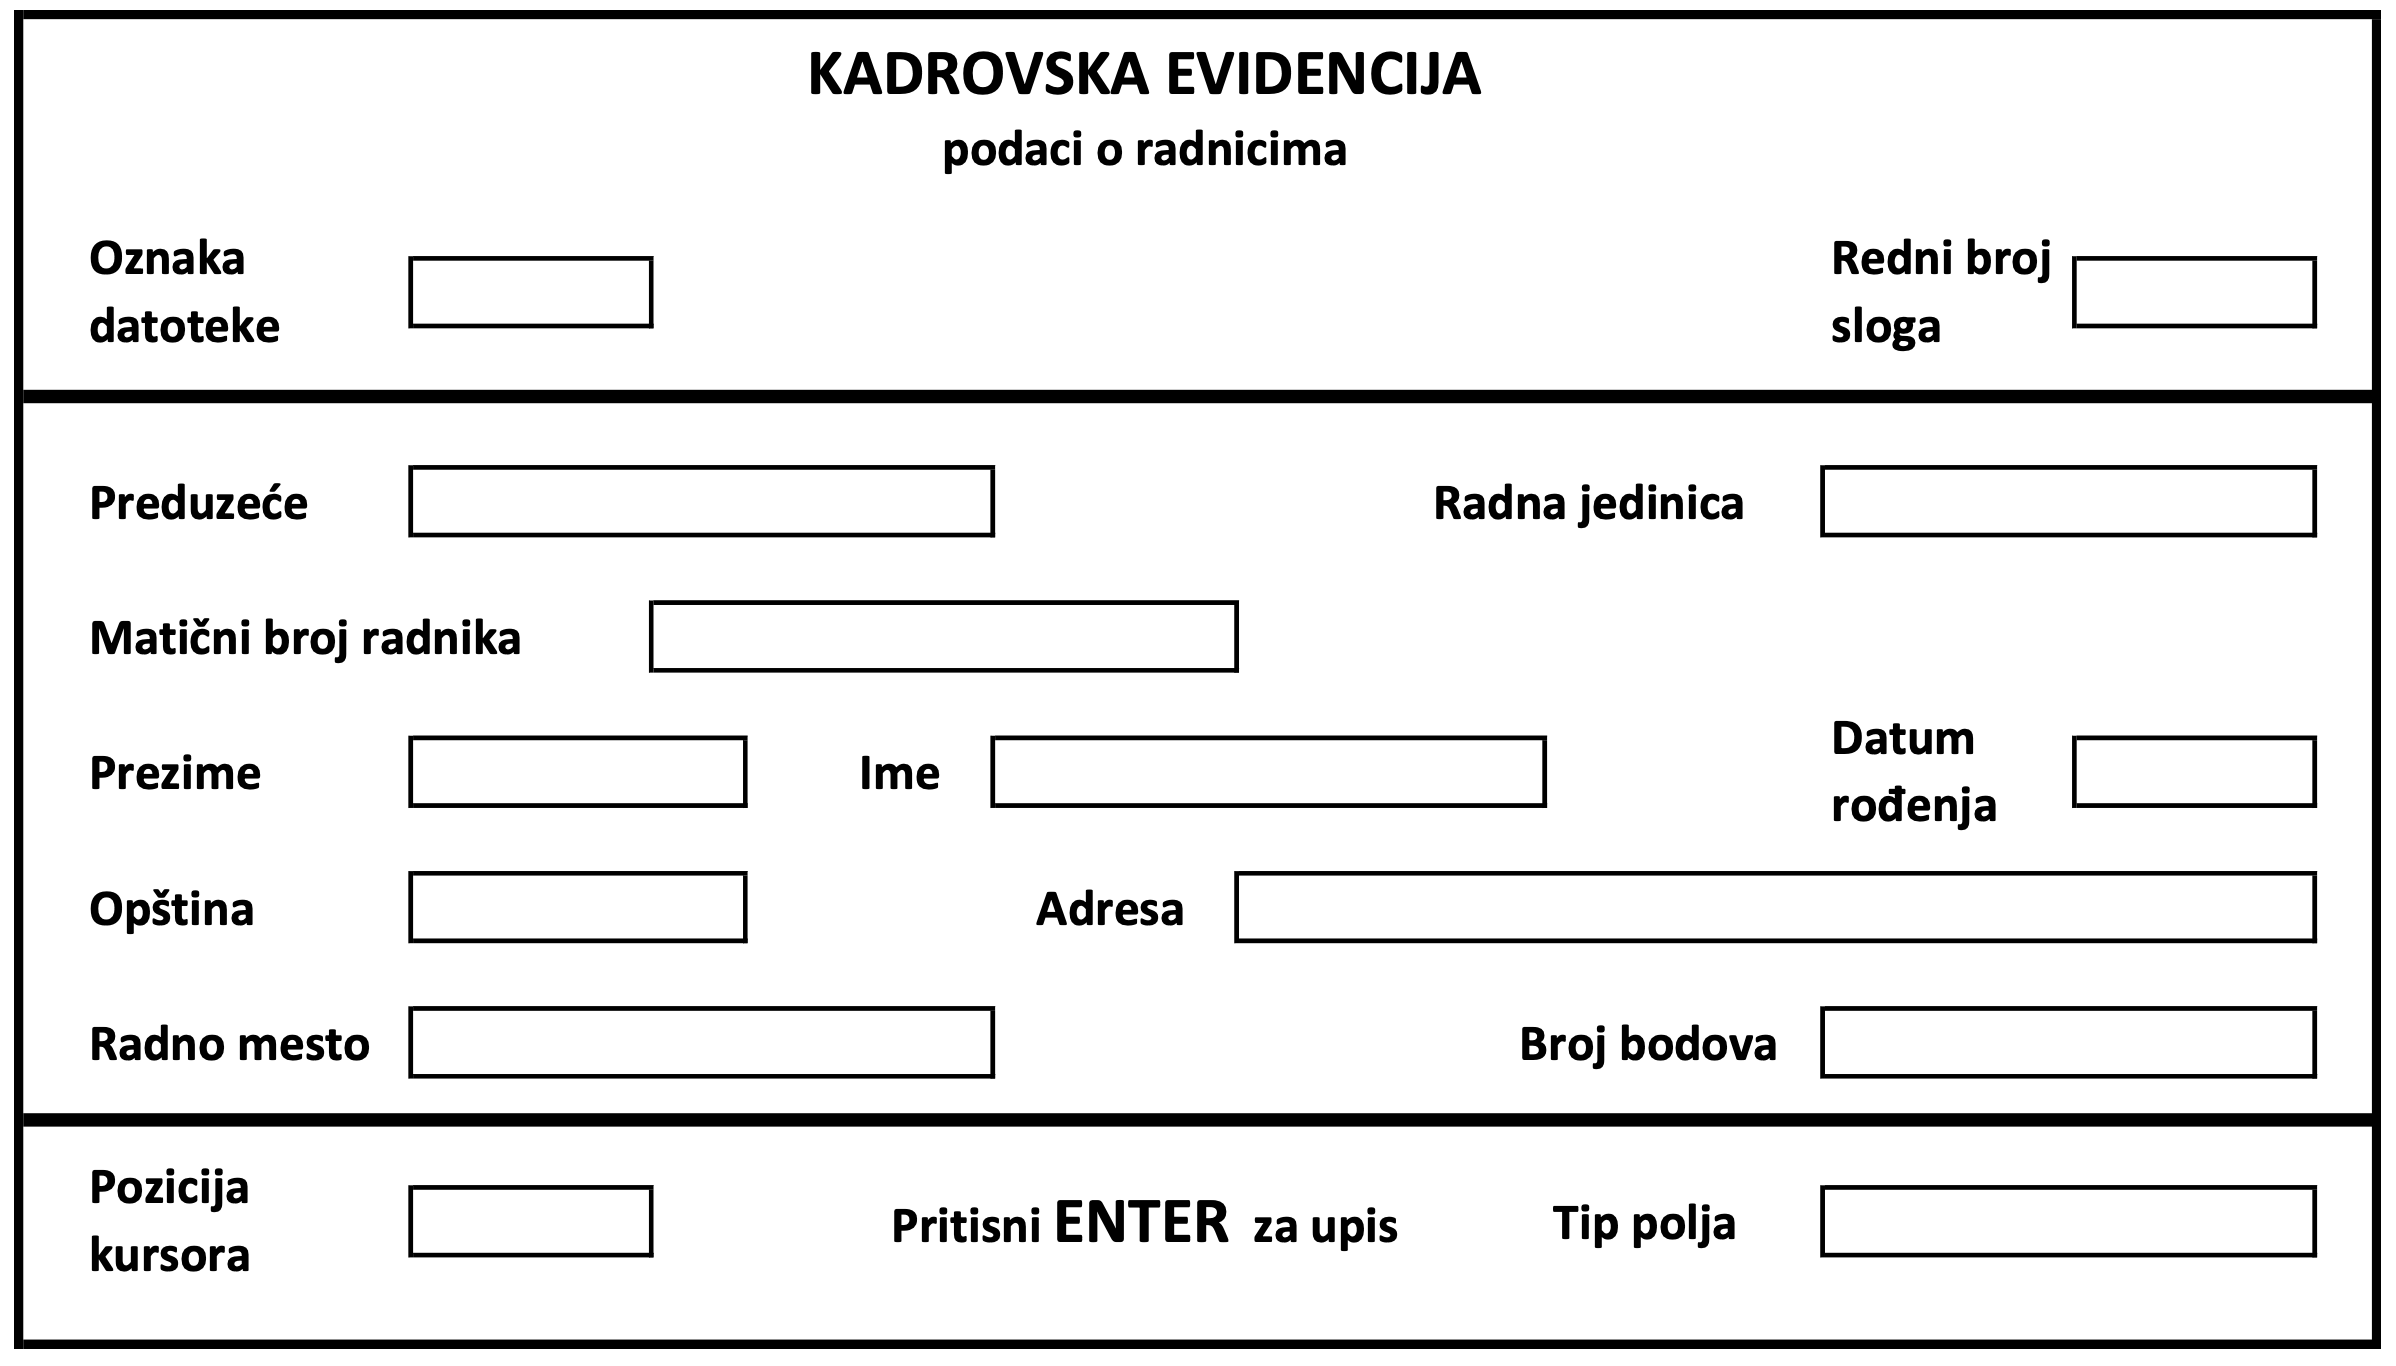 KADROVSKA EVIDENCIJA
podaci o radnicima
Oznaka
datoteke
Redni broj
sloga
Preduzeće
Radna jedinica
Matični broj radnika
Prezime
Ime
Datum
rođenja
Opština
Adresa
Radno mesto
Broj bodova
Pozicija
kursora
Pritisni ENTER za upis
Tip polja